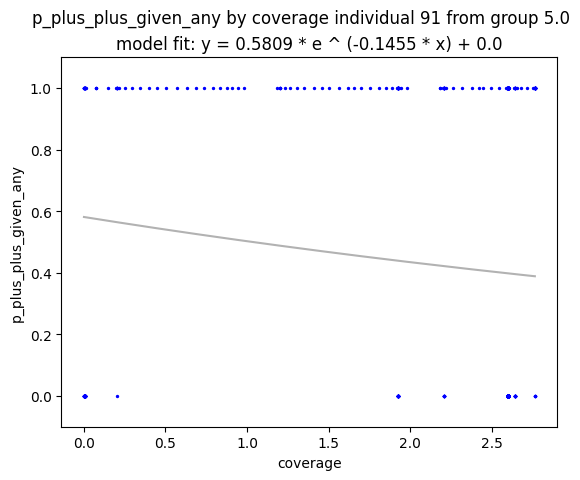 p_plus_plus_given_any by coverage individual 91 from group 5.0
model fit: y = 0.5809 * e ^ (-0.1455 * x) + 0.0
1.0
0.8
0.6
0.4
0.2
0.0
p_plus_plus_given_any
0.0 0.5 1.0 1.5 2.0 2.5
coverage